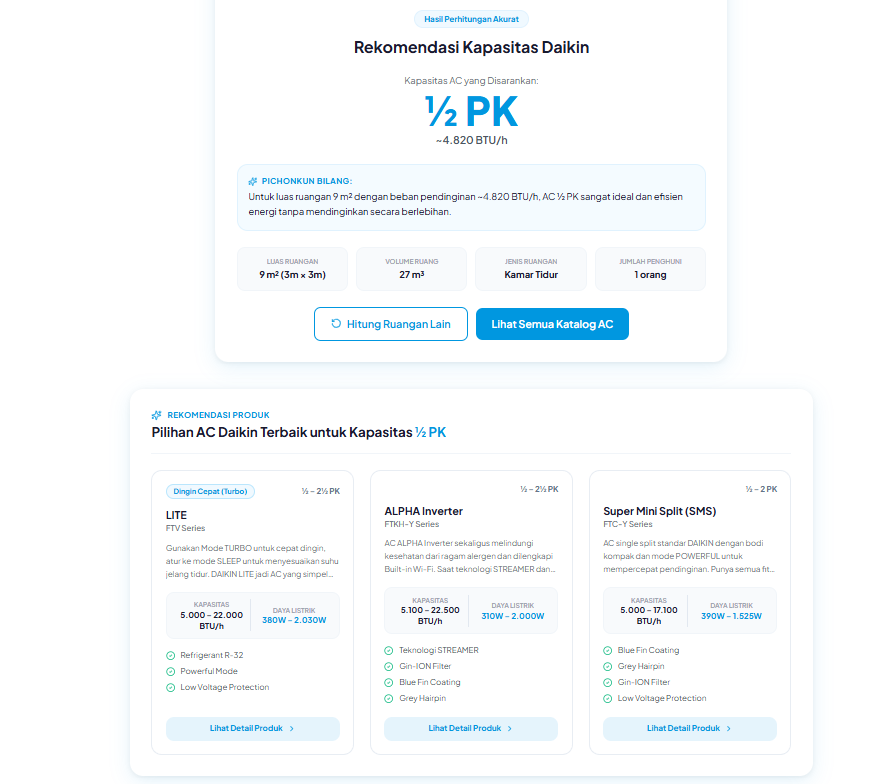 Hasil Perhitungan Akurat
Rekomendasi Kapasitas Daikin
Kapasitas AC yang Disarankan:
½ PK
~4.820 BTU/h
PICHONKUN BILANG:
Untuk luas ruangan 9 m² dengan beban pendinginan ~4.820 BTU/h, AC ½ PK sangat ideal dan efisien
energi tanpa mendinginkan secara berlebihan.
LUAS RUANGAN
9 m² (3m × 3m)
VOLUME RUANG
27 m³
JENIS RUANGAN
Kamar Tidur
JUMLAH PENGHUNI
1 orang
Hitung Ruangan Lain
Lihat Semua Katalog AC
REKOMENDASI PRODUK
Pilihan AC Daikin Terbaik untuk Kapasitas ½ PK
Dingin Cepat (Turbo)
½ – 2½ PK
LITE
FTV Series
Gunakan Mode TURBO untuk cepat dingin,
atur ke mode SLEEP untuk menyesuaikan suhu
jelang tidur. DAIKIN LITE jadi AC yang simpel...
KAPASITAS
5.000 – 22.000
BTU/h
DAYA LISTRIK
380W – 2.030W
Refrigerant R-32
Powerful Mode
Low Voltage Protection
Lihat Detail Produk
½ – 2½ PK
ALPHA Inverter
FTKH-Y Series
AC ALPHA Inverter sekaligus melindungi
kesehatan dari ragam alergen dan dilengkapi
Built-in Wi-Fi. Saat teknologi STREAMER dan...
KAPASITAS
5.100 – 22.500
BTU/h
DAYA LISTRIK
310W – 2.000W
Teknologi STREAMER
Gin-ION Filter
Blue Fin Coating
Grey Hairpin
Lihat Detail Produk
½ – 2 PK
Super Mini Split (SMS)
FTC-Y Series
AC single split standar DAIKIN dengan bodi
kompak dan mode POWERFUL untuk
mempercepat pendinginan. Punya semua fit...
KAPASITAS
5.000 – 17.100
BTU/h
DAYA LISTRIK
390W – 1.525W
Blue Fin Coating
Grey Hairpin
Gin-ION Filter
Low Voltage Protection
Lihat Detail Produk